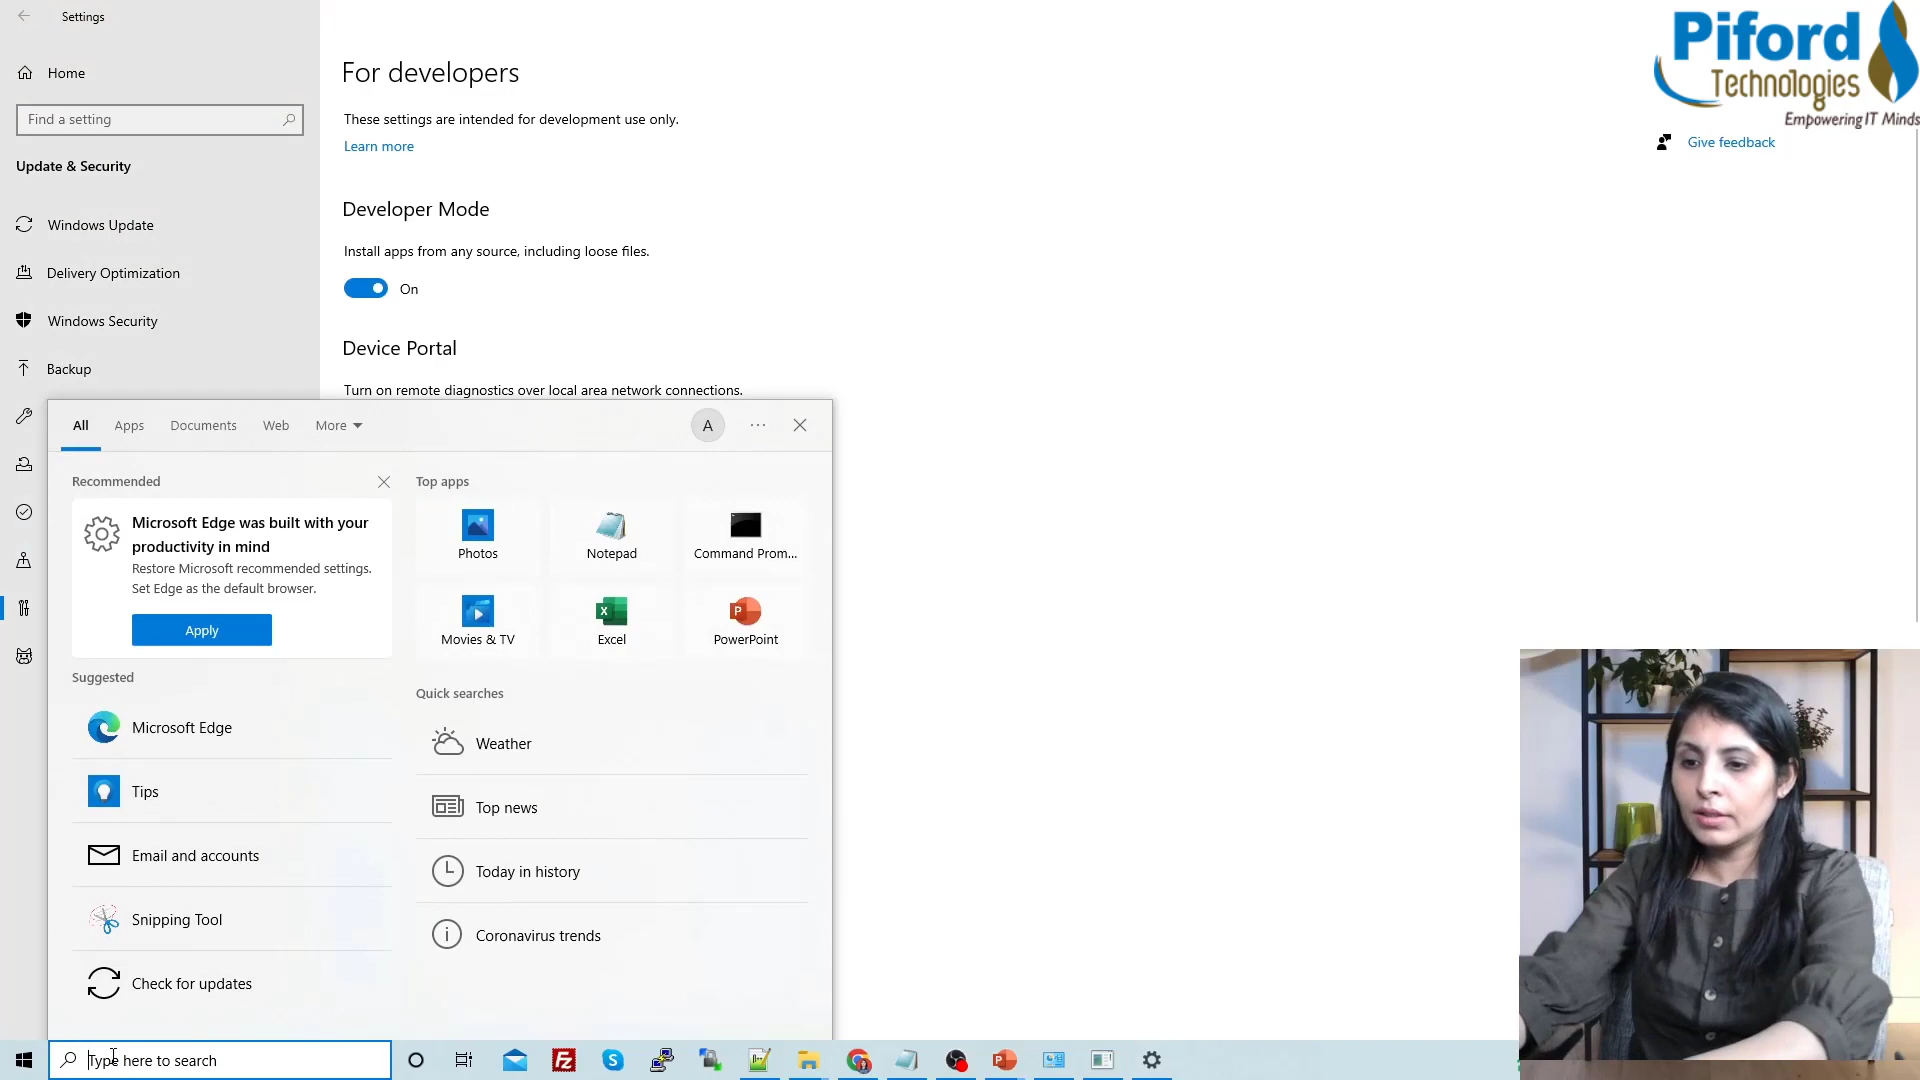 Settings
Home
Find a setting
Update & Security
Windows Update
Delivery Optimization
Windows Security
Backup
For developers
These settings are intended for development use only.
Learn more
Developer Mode
Install apps from any source, including loose files.
On
Device Portal
Turn on remote diagnostics over local area network connections.
Piford
Technologies
Empowering IT Minds
Give feedback
All Apps Documents Web More
A
Recommended
Microsoft Edge was built with your
productivity in mind
Restore Microsoft recommended settings.
Set Edge as the default browser.
Apply
Suggested
Microsoft Edge
Tips
Email and accounts
Snipping Tool
Check for updates
Top apps
Photos
Notepad
Command Prom...
Movies & TV
Excel
PowerPoint
Quick searches
Weather
Top news
Today in history
Coronavirus trends
Type here to search